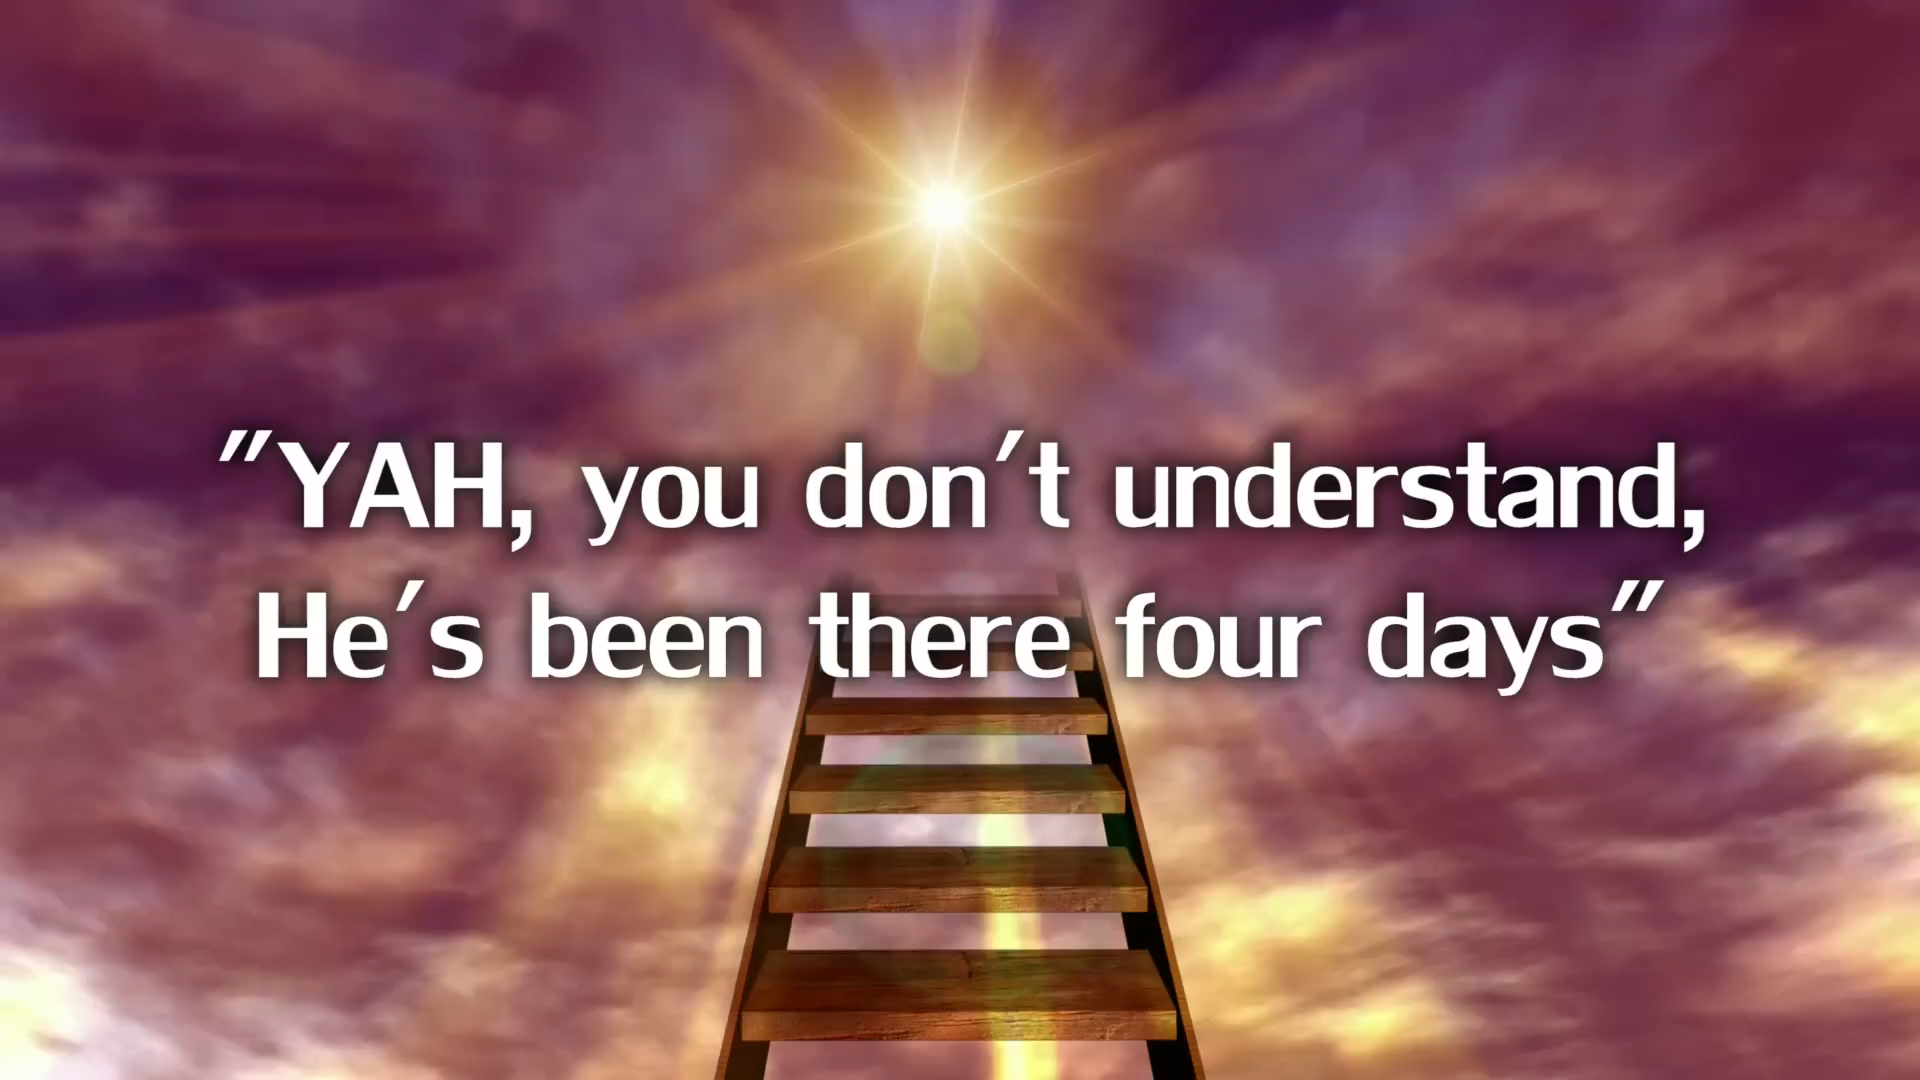 "YAH, you don't understand,
He's been there four days"